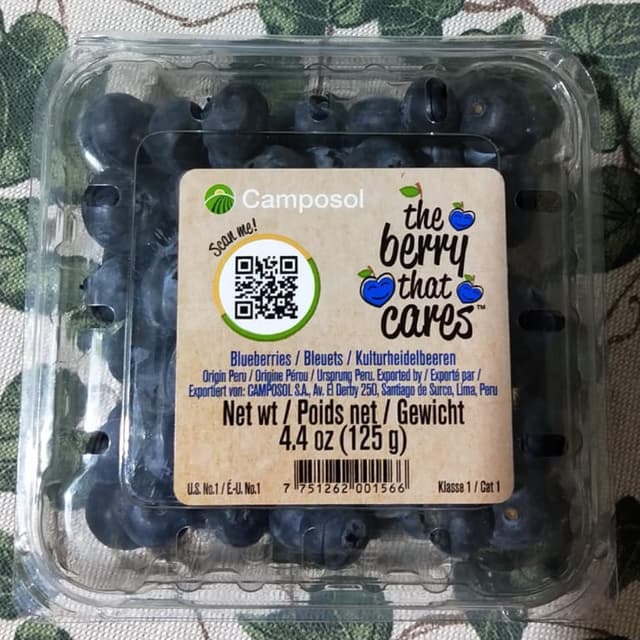 Camposol
Scan me!
the
berry
that
cares™
Blueberries / Bleuets / Kulturheidelbeeren
Origin Peru / Origine Pérou / Ursprung Peru. Exported by / Exporté par /
Exportiert von: CAMPOSOL S.A., Av. El Derby 250, Santiago de Surco, Lima, Peru
Net wt / Poids net / Gewicht
4.4 oz (125 g)
U.S. No.1 / É.-U. No.1
7 751262 001566
Klasse 1 / Cat 1